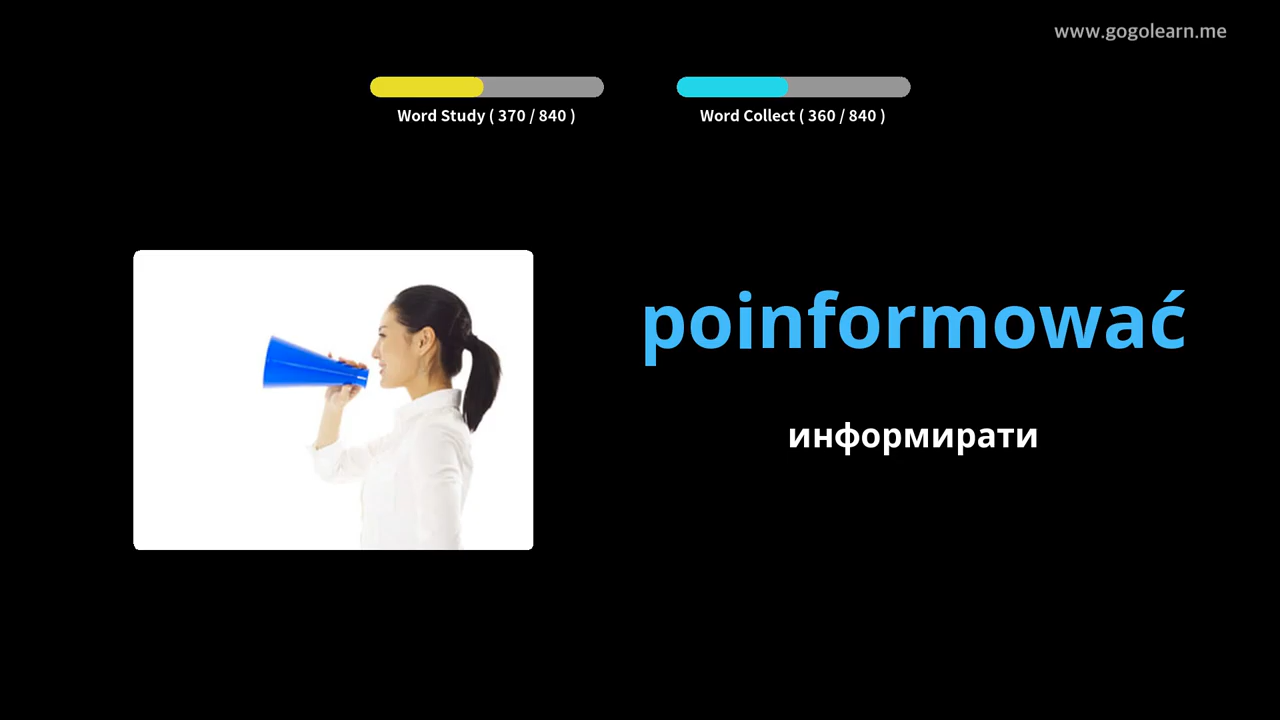 www.gogolearn.me
Word Study ( 370 / 840 )
Word Collect ( 360 / 840 )
poinformować
информирати